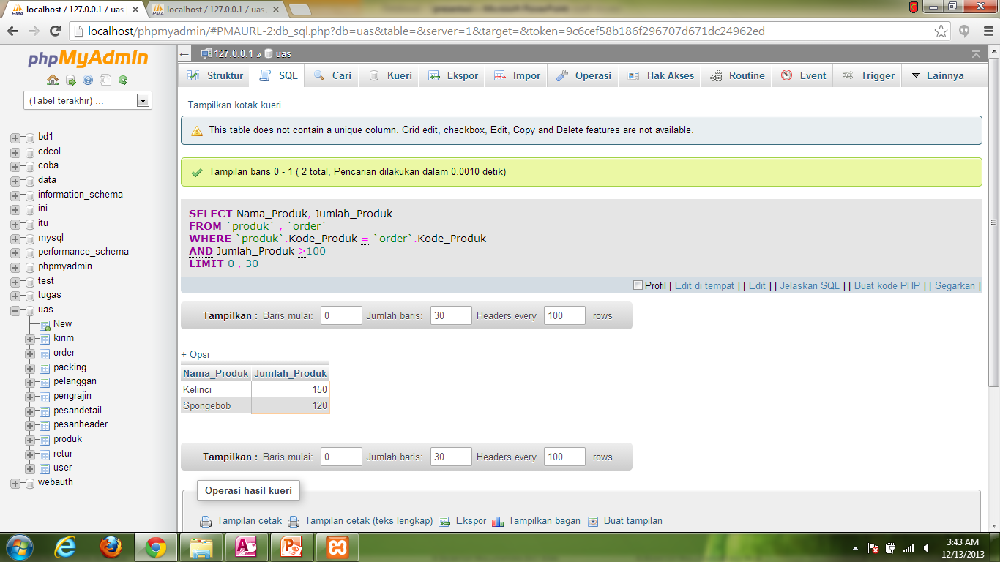 localhost / 127.0.0.1 / uas
localhost / 127.0.0.1 / uas
localhost/phpmyadmin/#PMAURL-2:db_sql.php?db=uas&table=&server=1&target=&token=9c6cef58b186f296707d671dc24962ed
phpMyAdmin
(Tabel terakhir) ...
bd1
cdcol
coba
data
information_schema
ini
itu
mysql
performance_schema
phpmyadmin
test
tugas
uas
New
kirim
order
packing
pelanggan
pengrajin
pesandetail
pesanheader
produk
retur
user
webauth
127.0.0.1 » uas
Struktur SQL Cari Kueri Ekspor Impor Operasi Hak Akses Routine Event Trigger Lainnya
Tampilkan kotak kueri
This table does not contain a unique column. Grid edit, checkbox, Edit, Copy and Delete features are not available.
Tampilan baris 0 - 1 ( 2 total, Pencarian dilakukan dalam 0.0010 detik)
SELECT Nama_Produk, Jumlah_Produk
FROM `produk` , `order`
WHERE `produk`.Kode_Produk = `order`.Kode_Produk
AND Jumlah_Produk >100
LIMIT 0 , 30
Profil [ Edit di tempat ] [ Edit ] [ Jelaskan SQL ] [ Buat kode PHP ] [ Segarkan ]
Tampilkan : Baris mulai: 0 Jumlah baris: 30 Headers every 100 rows
+ Opsi
Nama_Produk Jumlah_Produk
Kelinci 150
Spongebob 120
Tampilkan : Baris mulai: 0 Jumlah baris: 30 Headers every 100 rows
Operasi hasil kueri
Tampilan cetak Tampilan cetak (teks lengkap) Ekspor Tampilkan bagan Buat tampilan
3:43 AM
12/13/2013